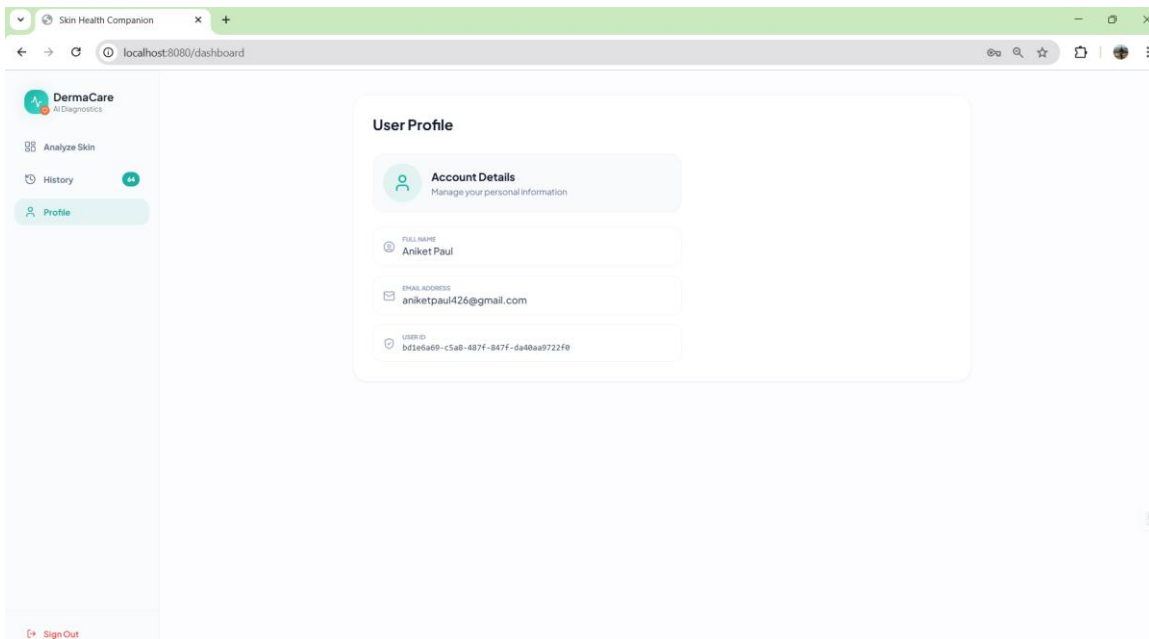 Skin Health Companion
localhost:8080/dashboard
DermaCare
AI Diagnostics
Analyze Skin
History 64
Profile
User Profile
Account Details
Manage your personal information
FULL NAME
Aniket Paul
EMAIL ADDRESS
aniketpaul426@gmail.com
USER ID
bd1e6a69-c5a8-487f-847f-da40aa9722f0
Sign Out